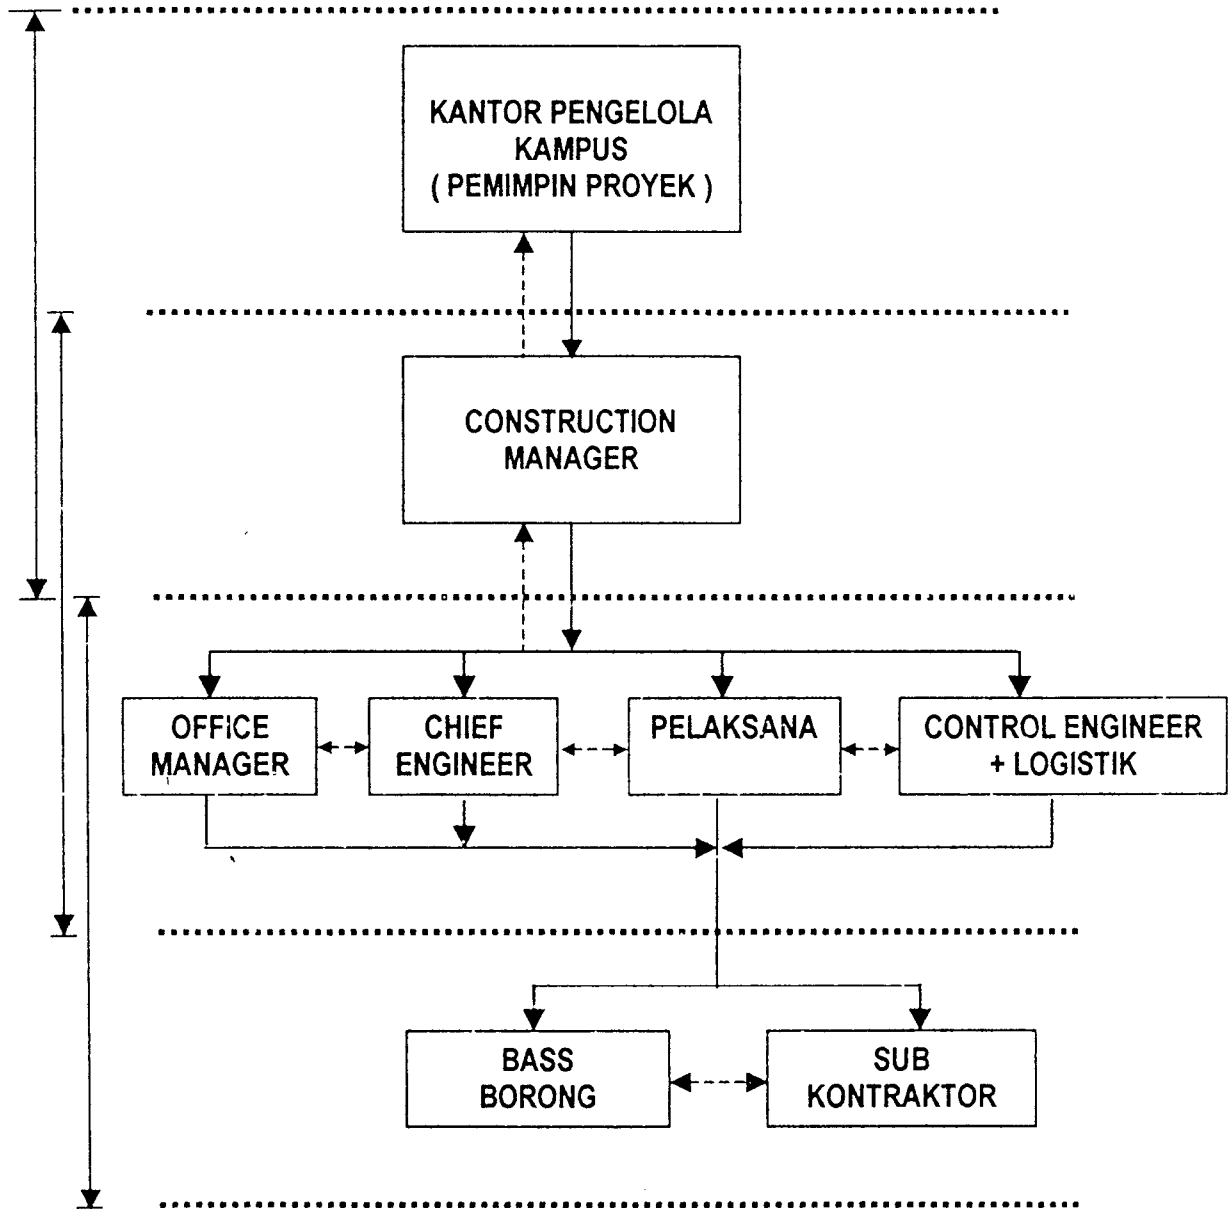 KANTOR PENGELOLA
KAMPUS
( PEMIMPIN PROYEK )
CONSTRUCTION
MANAGER
OFFICE
MANAGER
CHIEF
ENGINEER
PELAKSANA
CONTROL ENGINEER
+ LOGISTIK
BASS
BORONG
SUB
KONTRAKTOR